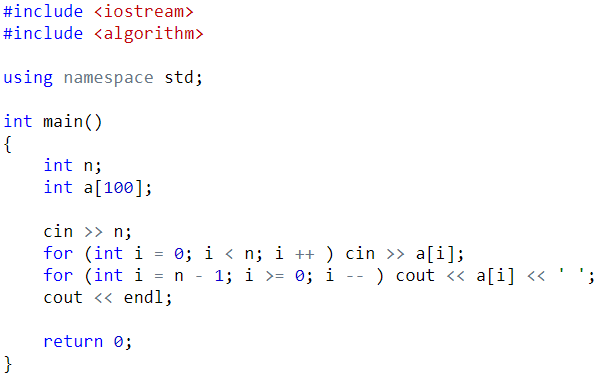 #include <iostream>
#include <algorithm>
using namespace std;
int main()
{
    int n;
    int a[100];
    cin >> n;
    for (int i = 0; i < n; i ++ ) cin >> a[i];
    for (int i = n - 1; i >= 0; i -- ) cout << a[i] << ' ';
    cout << endl;
    return 0;
}